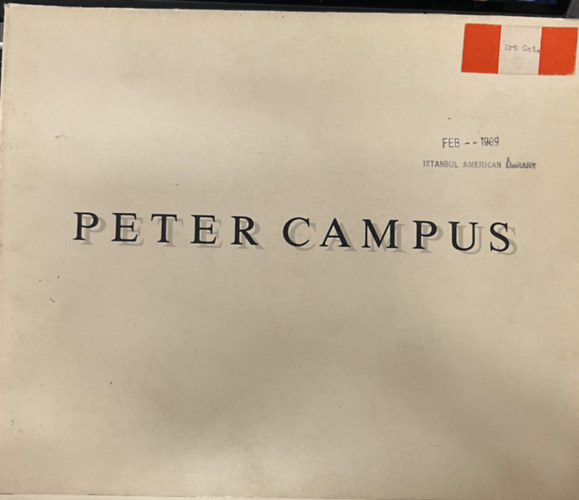 Art Cat.
FEB -- 1989
ISTANBUL AMERICAN LIBRARY
PETER CAMPUS